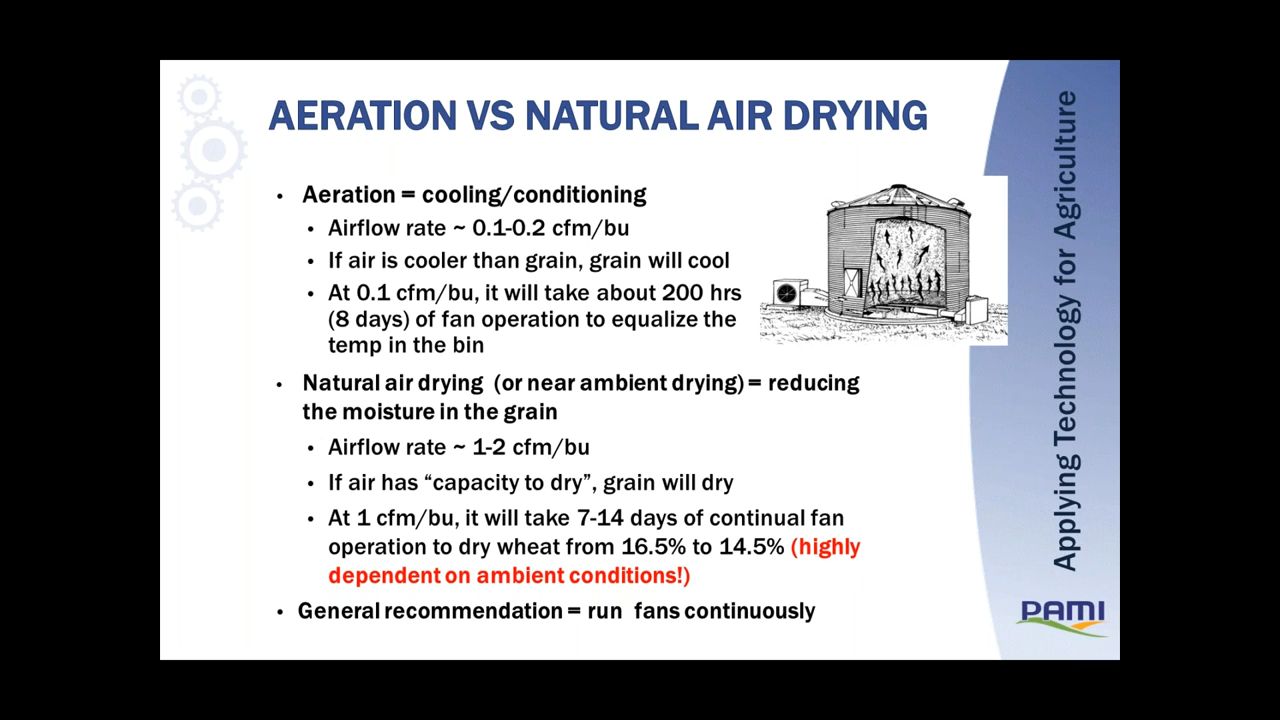 AERATION VS NATURAL AIR DRYING
• Aeration = cooling/conditioning
• Airflow rate ~ 0.1-0.2 cfm/bu
• If air is cooler than grain, grain will cool
• At 0.1 cfm/bu, it will take about 200 hrs
(8 days) of fan operation to equalize the
temp in the bin
• Natural air drying (or near ambient drying) = reducing
the moisture in the grain
• Airflow rate ~ 1-2 cfm/bu
• If air has “capacity to dry”, grain will dry
• At 1 cfm/bu, it will take 7-14 days of continual fan
operation to dry wheat from 16.5% to 14.5% (highly
dependent on ambient conditions!)
• General recommendation = run fans continuously
Applying Technology for Agriculture
PAMI